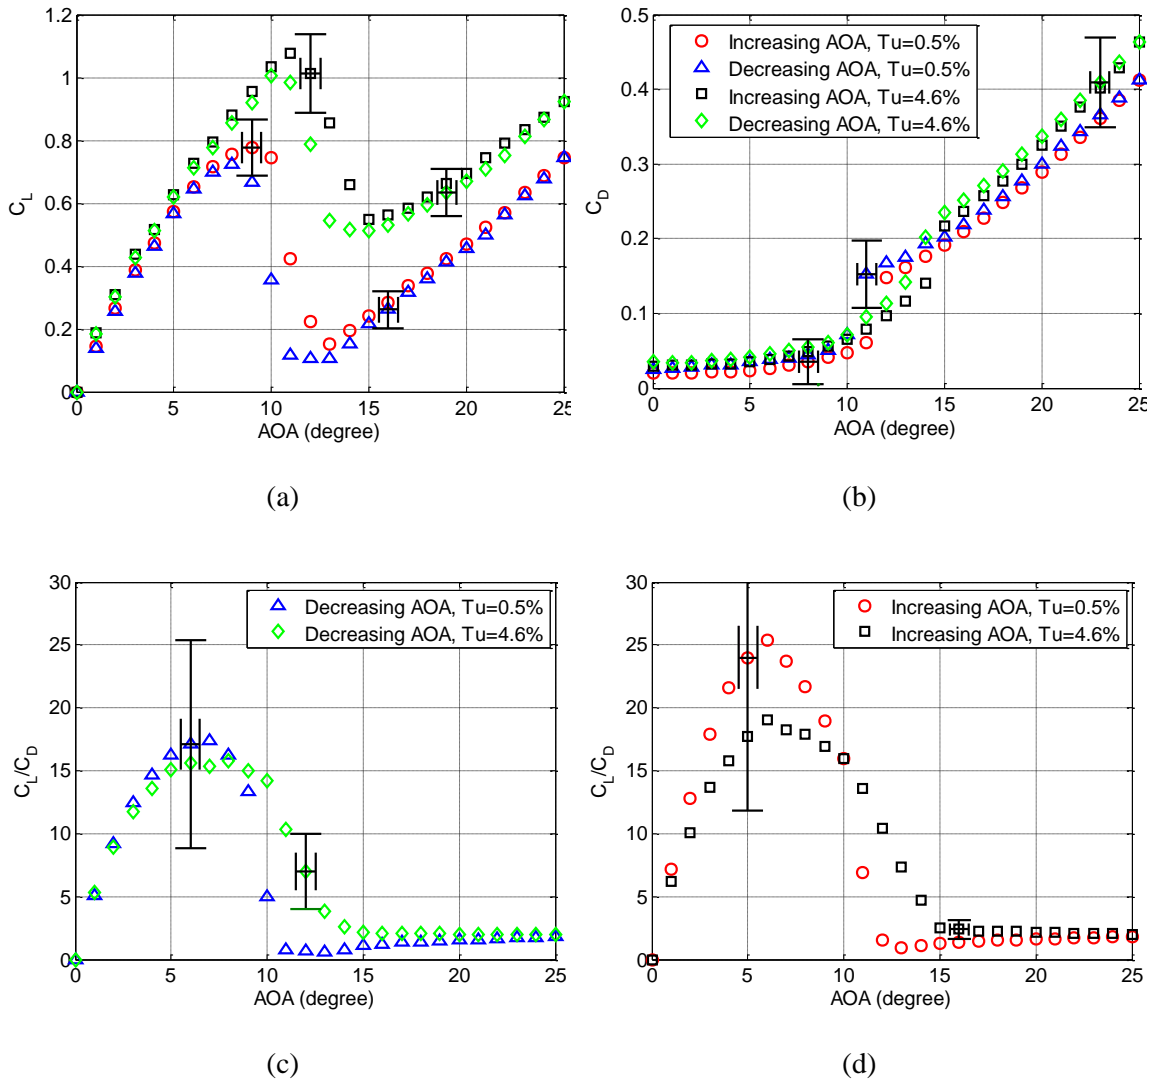 1.2
1
0.8
0.6
0.4
0.2
0
0 5 10 15 20 25
C_L
AOA (degree)
(a)
0.5
0.4
0.3
0.2
0.1
0
0 5 10 15 20 25
C_D
AOA (degree)
Increasing AOA, Tu=0.5%
Decreasing AOA, Tu=0.5%
Increasing AOA, Tu=4.6%
Decreasing AOA, Tu=4.6%
(b)
30
25
20
15
10
5
0
0 5 10 15 20 25
C_L/C_D
AOA (degree)
Decreasing AOA, Tu=0.5%
Decreasing AOA, Tu=4.6%
(c)
30
25
20
15
10
5
0
0 5 10 15 20 25
C_L/C_D
AOA (degree)
Increasing AOA, Tu=0.5%
Increasing AOA, Tu=4.6%
(d)